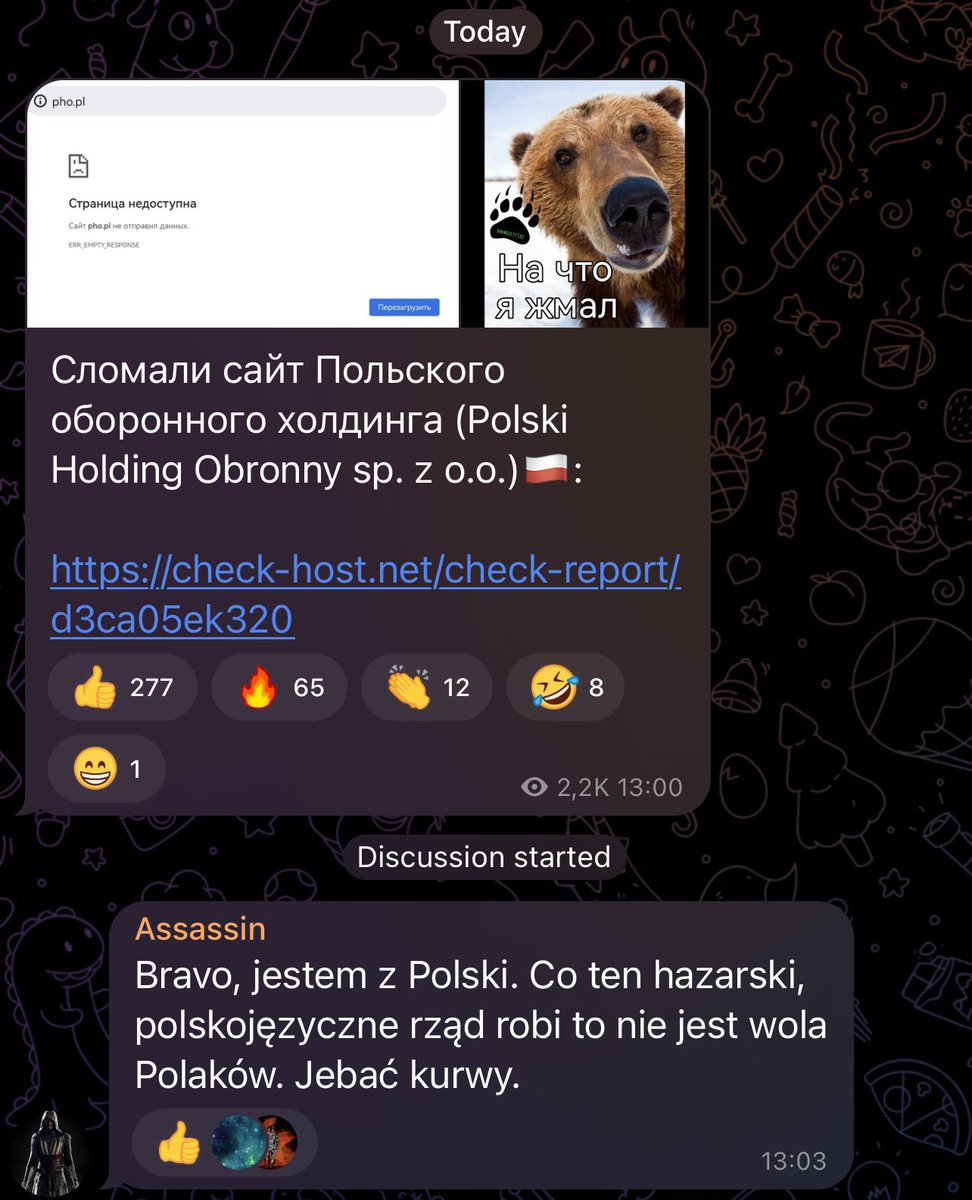 Today
pho.pl
Страница недоступна
Сайт pho.pl не отправил данных.
ERR_EMPTY_RESPONSE
Перезагрузить
На что
я жмал
Сломали сайт Польского
оборонного холдинга (Polski
Holding Obronny sp. z o.o.)🇵🇱:
https://check-host.net/check-report/
d3ca05ek320
👍 277 🔥 65 👏 12 🤣 8
😁 1
2,2K 13:00
Discussion started
Assassin
Bravo, jestem z Polski. Co ten hazarski,
polskojęzyczne rząd robi to nie jest wola
Polaków. Jebać kurwy.
👍
13:03